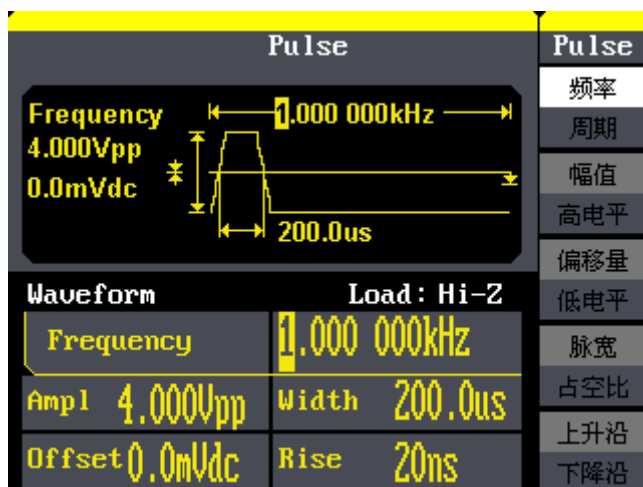 Pulse
Pulse
Frequency
1.000 000kHz
4.000Vpp
0.0mVdc
200.0us
Waveform
Load:Hi-Z
Frequency
1.000 000kHz
Ampl 4.000Vpp
Width 200.0us
Offset 0.0mVdc
Rise 20ns
频率
周期
幅值
高电平
偏移量
低电平
脉宽
占空比
上升沿
下降沿